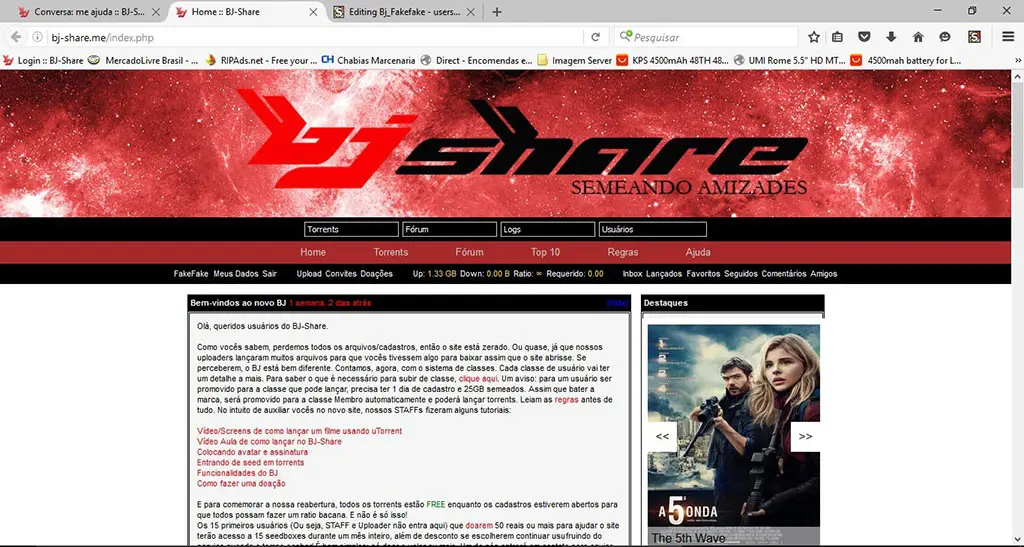 Conversa: me ajuda :: BJ-S...
Home :: BJ-Share
Editing Bj_Fakefake - users...
bj-share.me/index.php
Pesquisar
Login :: BJ-Share
MercadoLivre Brasil - ...
RIPAds.net - Free your ...
CH Chabias Marcenaria
Direct - Encomendas e...
Imagem Server
KPS 4500mAh 48TH 48...
UMI Rome 5.5" HD MT...
4500mah battery for L...
bj share
SEMEANDO AMIZADES
Torrents Fórum Logs Usuários
Home Torrents Fórum Top 10 Regras Ajuda
FakeFake Meus Dados Sair Upload Convites Doações Up: 1.33 GB Down: 0.00 B Ratio: ∞ Requerido: 0.00 Inbox Lançados Favoritos Seguidos Comentários Amigos
Bem-vindos ao novo BJ 1 semana, 2 dias atrás
Olá, queridos usuários do BJ-Share.
Como vocês sabem, perdemos todos os arquivos/cadastros, então o site está zerado. Ou quase, já que nossos
uploaders lançaram muitos arquivos para que vocês tivessem algo para baixar assim que o site abrisse. Se
perceberem, o BJ está bem diferente. Contamos, agora, com o sistema de classes. Cada classe de usuário vai ter
um detalhe a mais. Para saber o que é necessário para subir de classe, clique aqui. Um aviso: para um usuário ser
promovido para a classe que pode lançar, precisa ter 1 dia de cadastro e 25GB semeados. Assim que bater a
marca, será promovido para a classe Membro automaticamente e poderá lançar torrents. Leiam as regras antes de
tudo. No intuito de auxiliar vocês no novo site, nossos STAFFs fizeram alguns tutoriais:
Vídeo/Screens de como lançar um filme usando uTorrent
Vídeo Aula de como lançar no BJ-Share
Colocando avatar e assinatura
Entrando de seed em torrents
Funcionalidades do BJ
Como fazer uma doação
E para comemorar a nossa reabertura, todos os torrents estão FREE enquanto os cadastros estiverem abertos para
que todos possam fazer um ratio bacana. E não é só isso!
Os 15 primeiros usuários (Ou seja, STAFF e Uploader não entra aqui) que doarem 50 reais ou mais para ajudar o site
terão acesso a 15 seedboxes durante um mês inteiro, além de desconto se escolherem continuar usufruindo do
Destaques
<<
>>
A 5ª ONDA
The 5th Wave